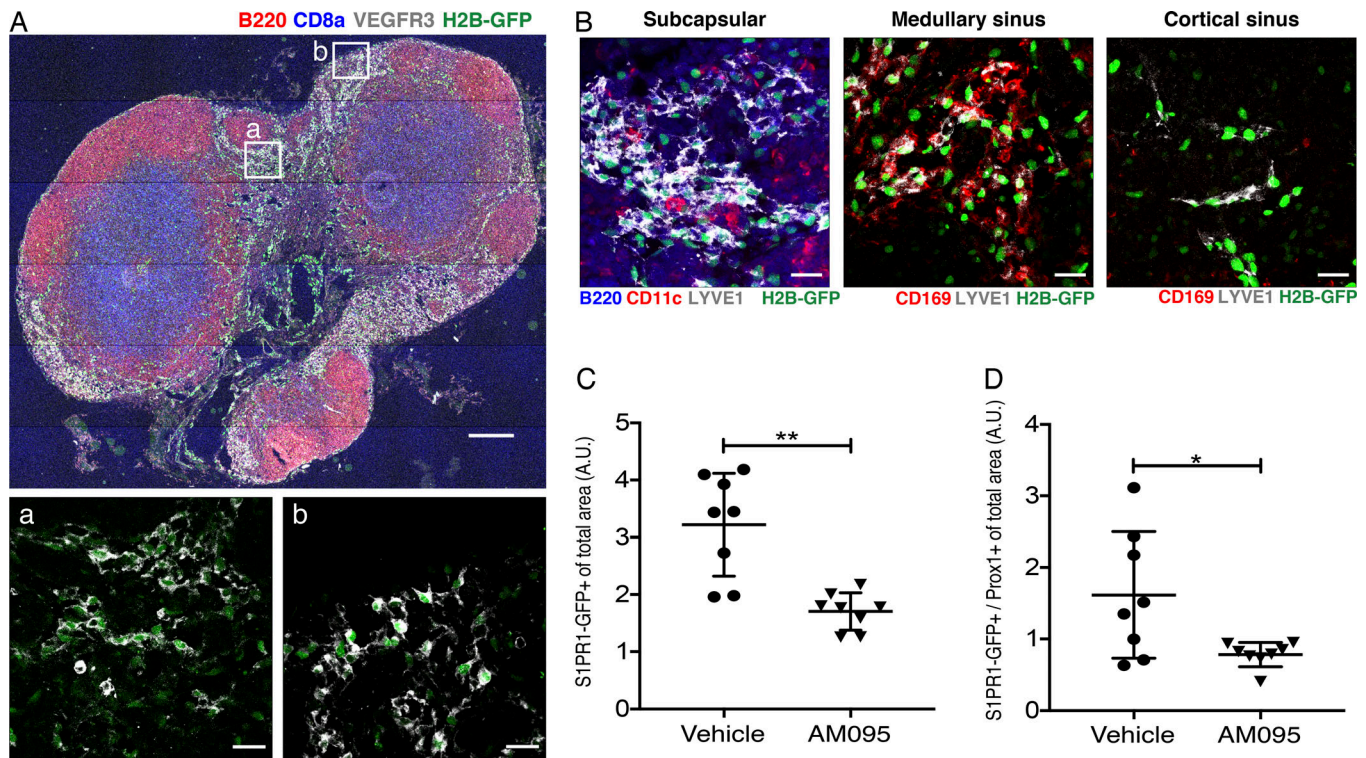 A
B220 CD8a VEGFR3 H2B-GFP
b
a
a
b
B
Subcapsular
Medullary sinus
Cortical sinus
B220 CD11c LYVE1 H2B-GFP
CD169 LYVE1 H2B-GFP
CD169 LYVE1 H2B-GFP
C
S1PR1-GFP+ of total area (A.U.)
5
4
3
2
1
0
**
Vehicle
AM095
D
S1PR1-GFP+ / Prox1+ of total area (A.U.)
4
3
2
1
0
*
Vehicle
AM095